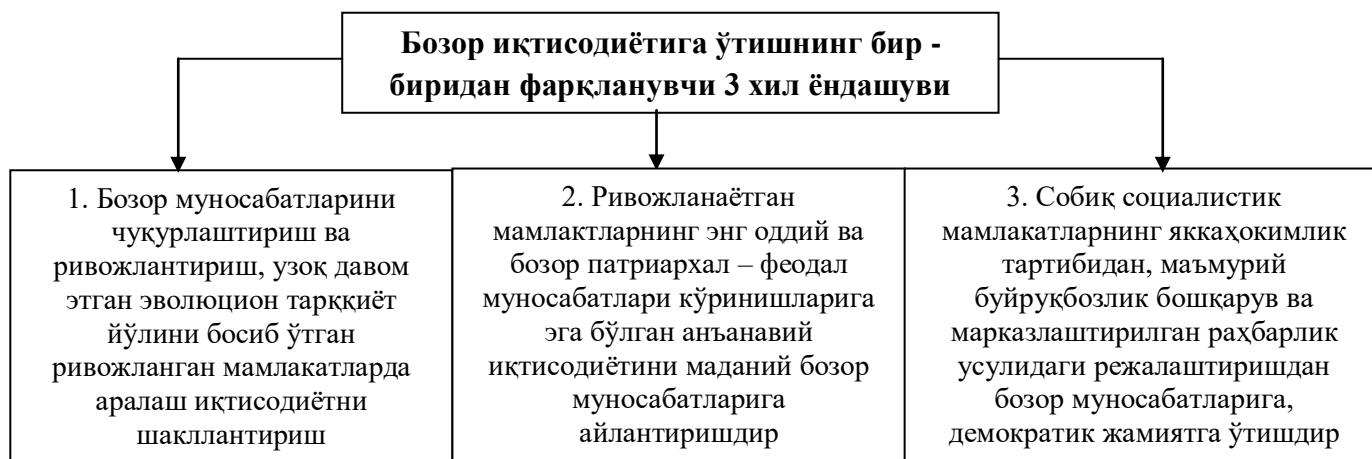 Бозор иқтисодиётига ўтишнинг бир -
биридан фарқланувчи 3 хил ёндашуви
1. Бозор муносабатларини
чуқурлаштириш ва
ривожлантириш, узоқ давом
этган эволюцион тарққиёт
йўлини босиб ўтган
ривожланган мамлакатларда
аралаш иқтисодиётни
шакллантириш
2. Ривожланаётган
мамлактларнинг энг оддий ва
бозор патриархал – феодал
муносабатлари кўринишларига
эга бўлган анъанавий
иқтисодиётини маданий бозор
муносабатларига
айлантиришдир
3. Собиқ социалистик
мамлакатларнинг яккаҳокимлик
тартибидан, маъмурий
буйруқбозлик бошқарув ва
марказлаштирилган раҳбарлик
усулидаги режалаштиришдан
бозор муносабатларига,
демократик жамиятга ўтишдир